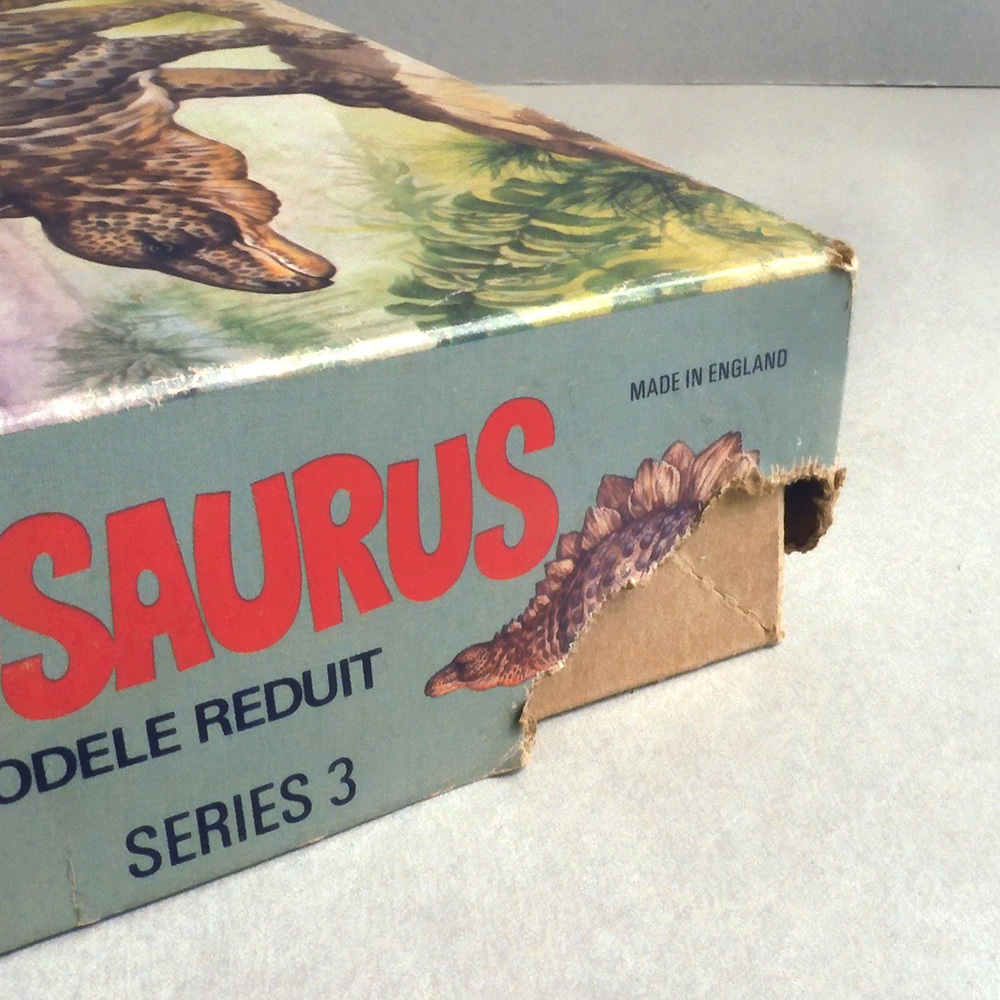 MADE IN ENGLAND
SAURUS
ODELE REDUIT
SERIES 3